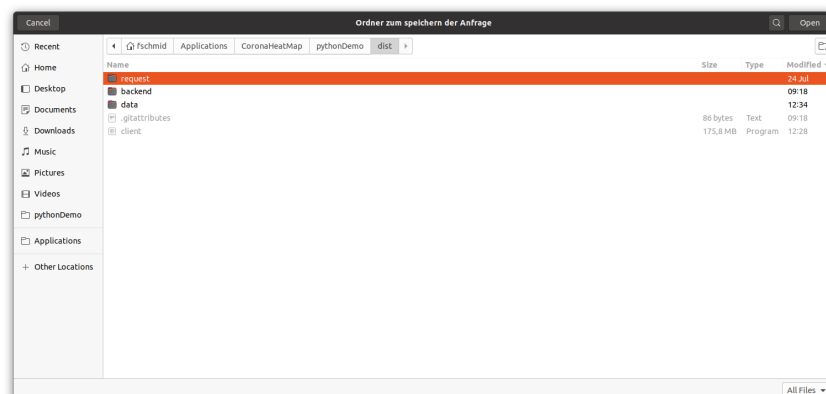 Cancel Ordner zum speichern der Anfrage Open
Recent
Home
Desktop
Documents
Downloads
Music
Pictures
Videos
pythonDemo
Applications
+ Other Locations
fschmid Applications CoronaHeatMap pythonDemo dist
Name Size Type Modified
request 24 Jul
backend 09:18
data 12:34
.gitattributes 86 bytes Text 09:18
client 175,8 MB Program 12:28
All Files